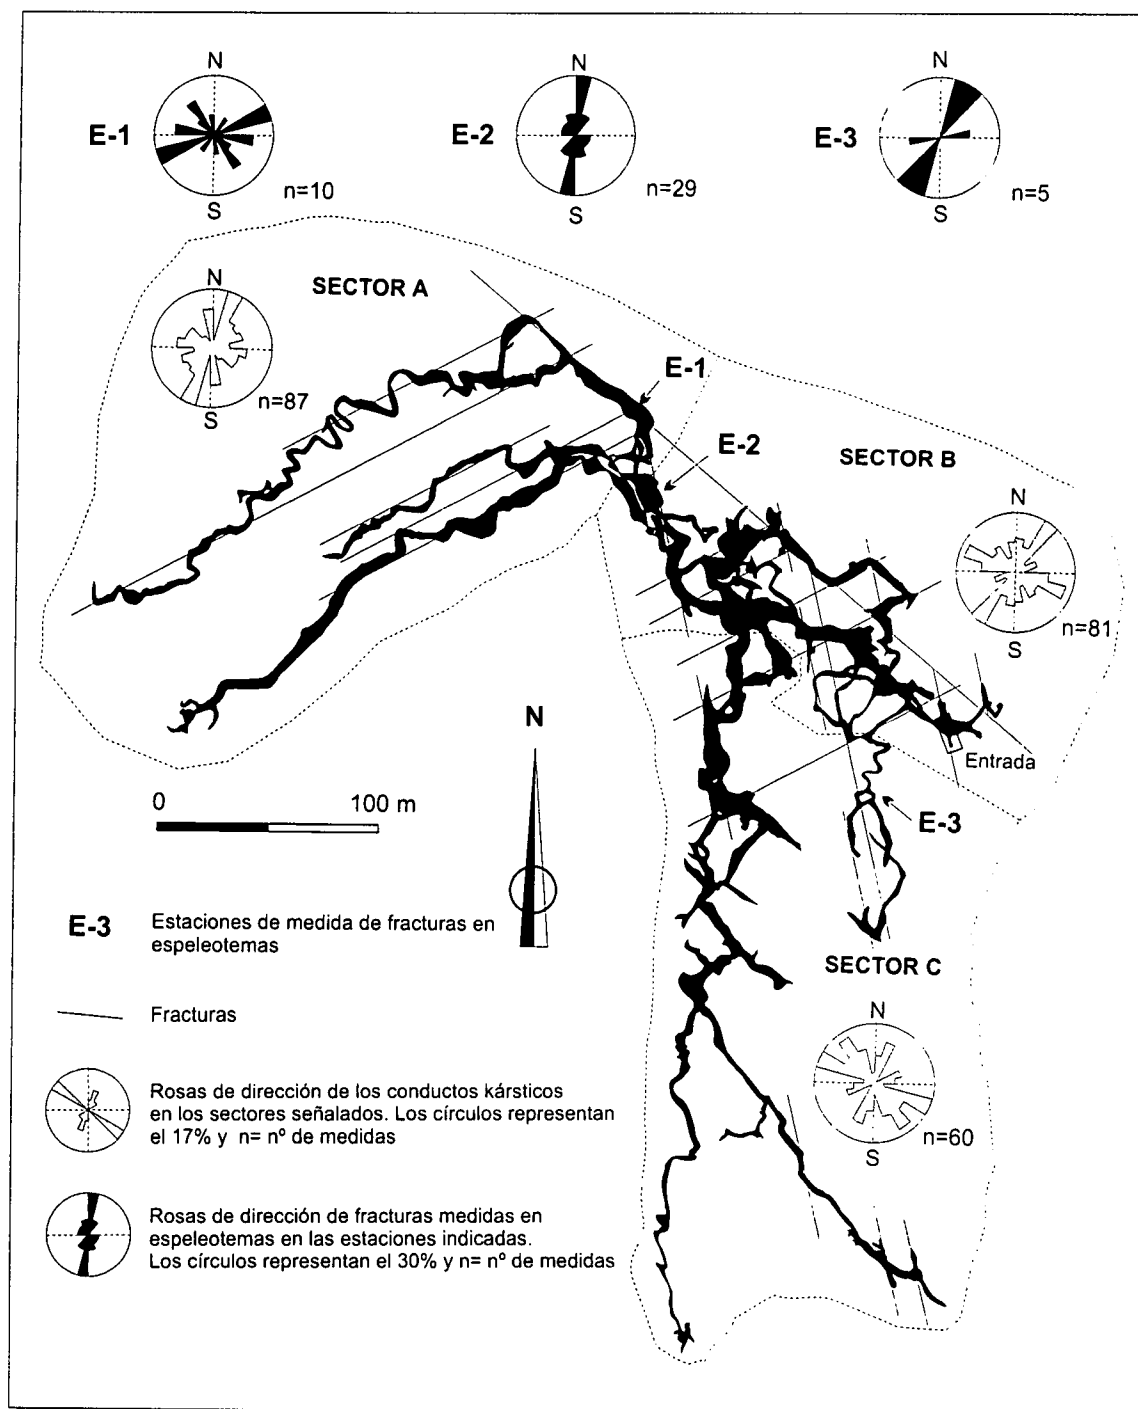 N
E-1
S
n=10
N
E-2
S
n=29
N
E-3
S
n=5
SECTOR A
N
S
n=87
E-1
E-2
SECTOR B
N
S
n=81
Entrada
E-3
N
0 100 m
SECTOR C
N
S
n=60
E-3 Estaciones de medida de fracturas en
espeleotemas
Fracturas
Rosas de dirección de los conductos kársticos
en los sectores señalados. Los círculos representan
el 17% y n= nº de medidas
Rosas de dirección de fracturas medidas en
espeleotemas en las estaciones indicadas.
Los círculos representan el 30% y n= nº de medidas